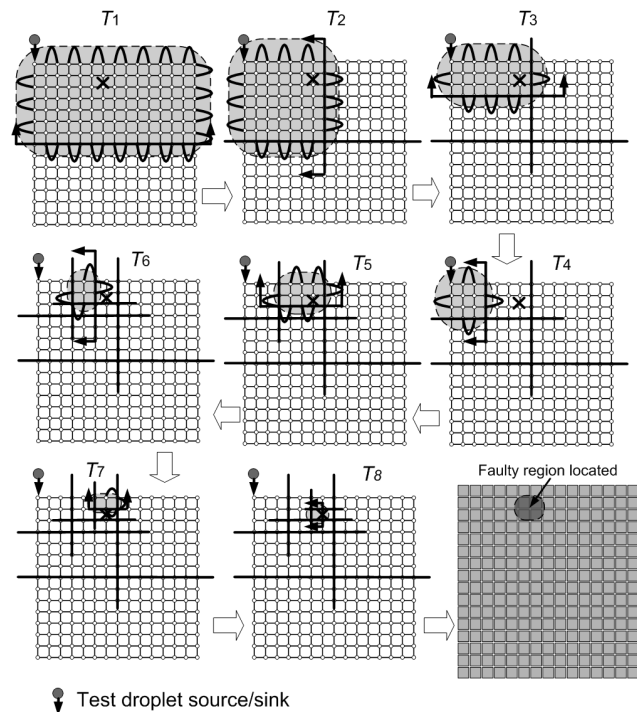 T1
T2
T3
T6
T5
T4
T7
T8
Faulty region located
Test droplet source/sink